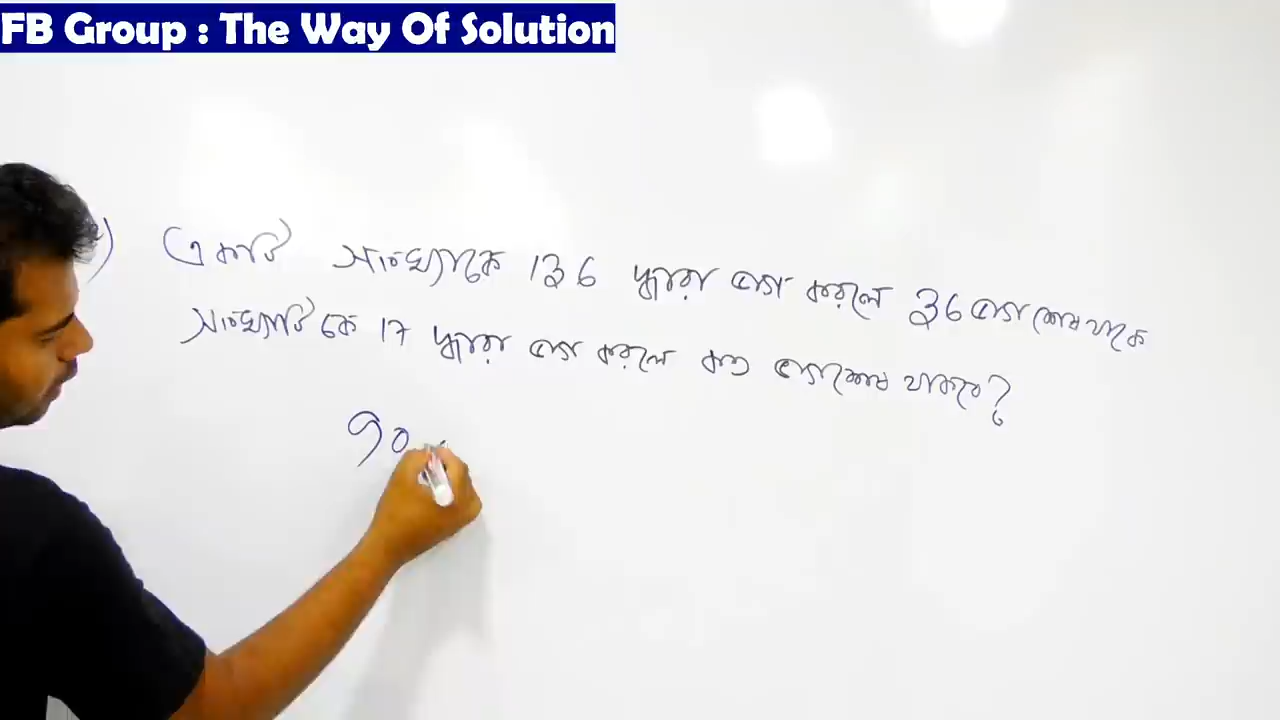 FB Group : The Way Of Solution
) একটি সংখ্যাকে 136 দ্বারা ভাগ করলে 36 ভাগশেষ থাকে
সংখ্যাটিকে 17 দ্বারা ভাগ করলে কত ভাগশেষ থাকবে?
90